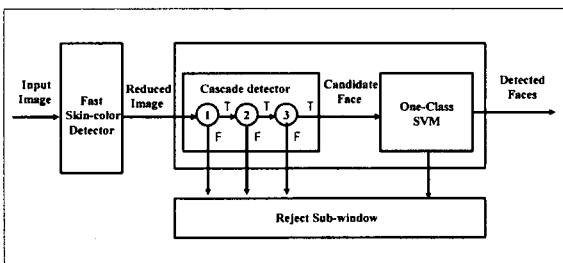 Input
Image
Fast
Skin-color
Detector
Reduced
Image
Cascade detector
1 T 2 T 3 T
F F F
Candidate
Face
One-Class
SVM
Detected
Faces
Reject Sub-window